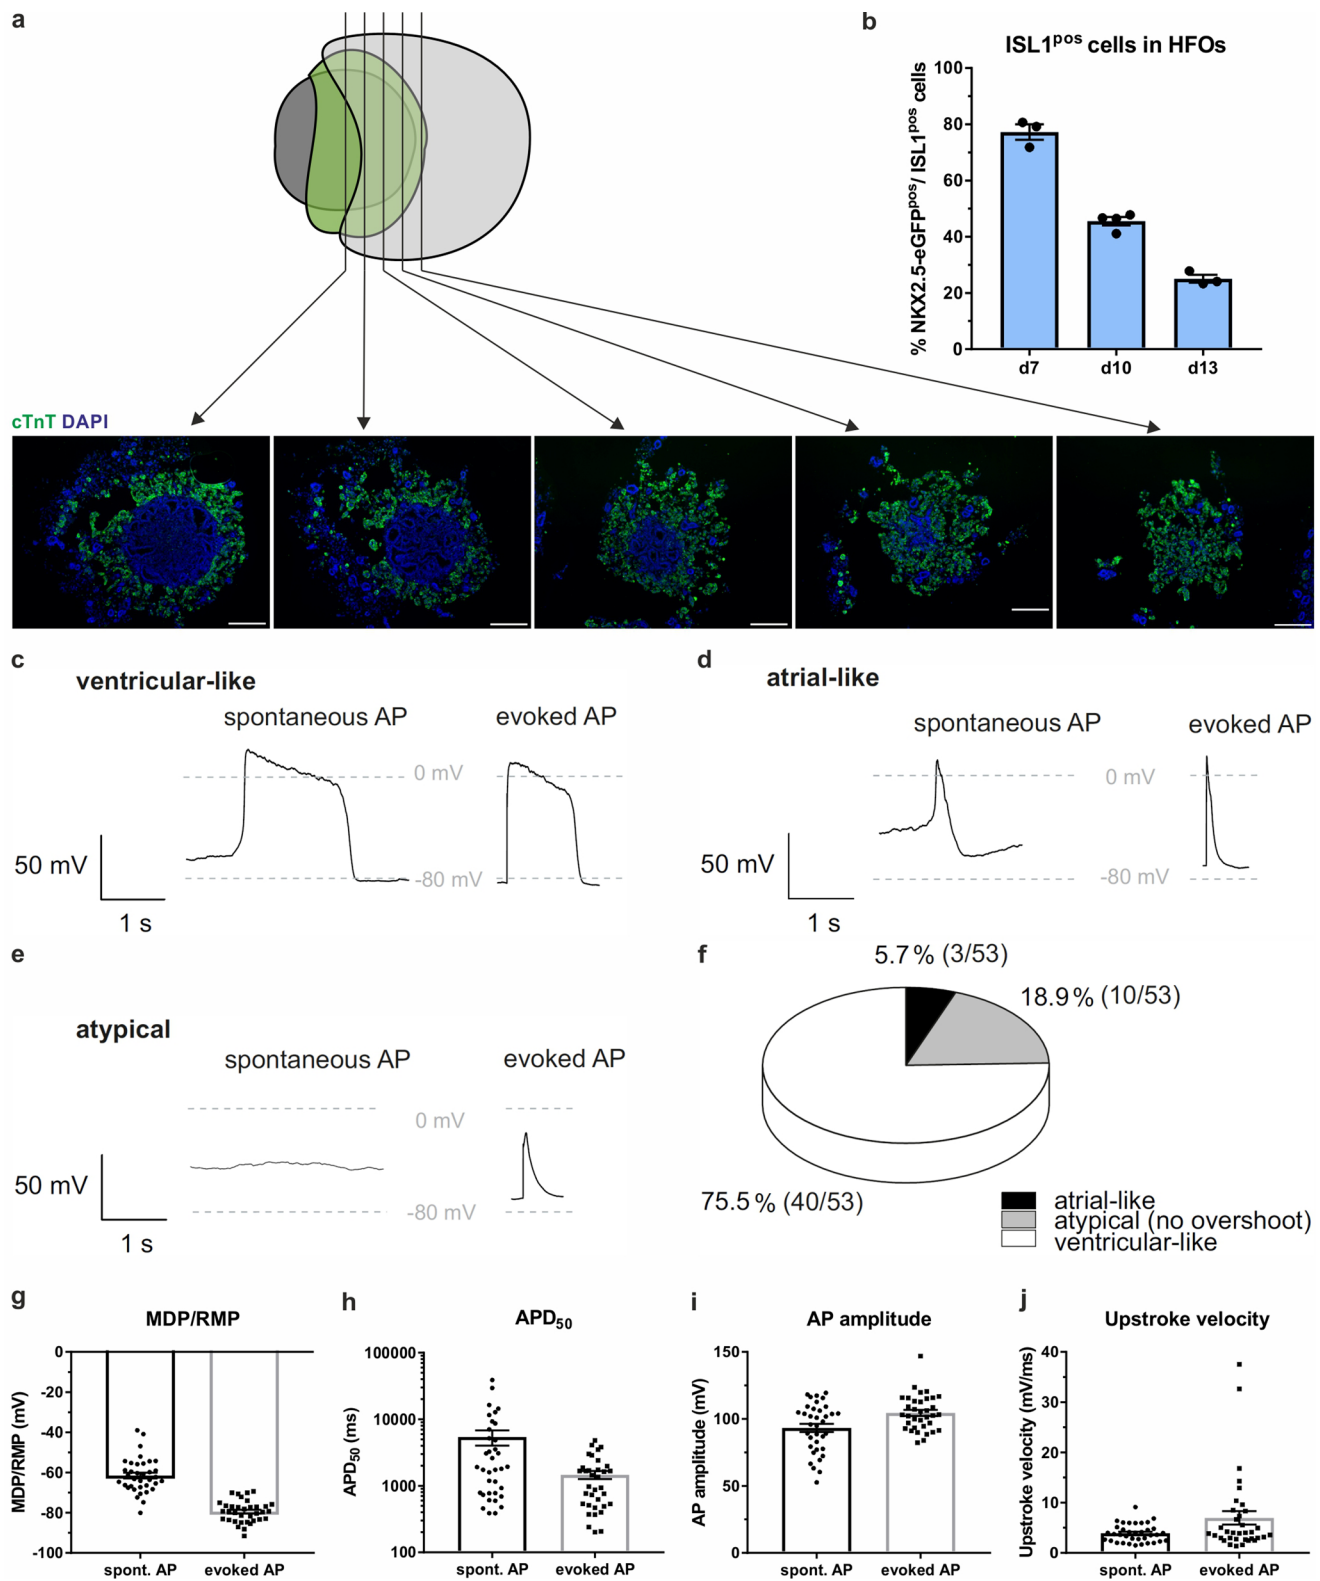 a
b
ISL1pos cells in HFOs
% NKX2.5-eGFPpos/ ISL1pos cells
100
80
60
40
20
0
d7 d10 d13
cTnT DAPI
c
ventricular-like
spontaneous AP evoked AP
0 mV
-80 mV
50 mV
1 s
d
atrial-like
spontaneous AP evoked AP
0 mV
-80 mV
50 mV
1 s
e
atypical
spontaneous AP evoked AP
0 mV
-80 mV
50 mV
1 s
f
5.7 % (3/53)
18.9 % (10/53)
75.5 % (40/53)
atrial-like
atypical (no overshoot)
ventricular-like
g
MDP/RMP
MDP/RMP (mV)
0
-20
-40
-60
-80
-100
spont. AP evoked AP
h
APD50
APD50 (ms)
100000
10000
1000
100
spont. AP evoked AP
i
AP amplitude
AP amplitude (mV)
150
100
50
0
spont. AP evoked AP
j
Upstroke velocity
Upstroke velocity (mV/ms)
40
30
20
10
0
spont. AP evoked AP